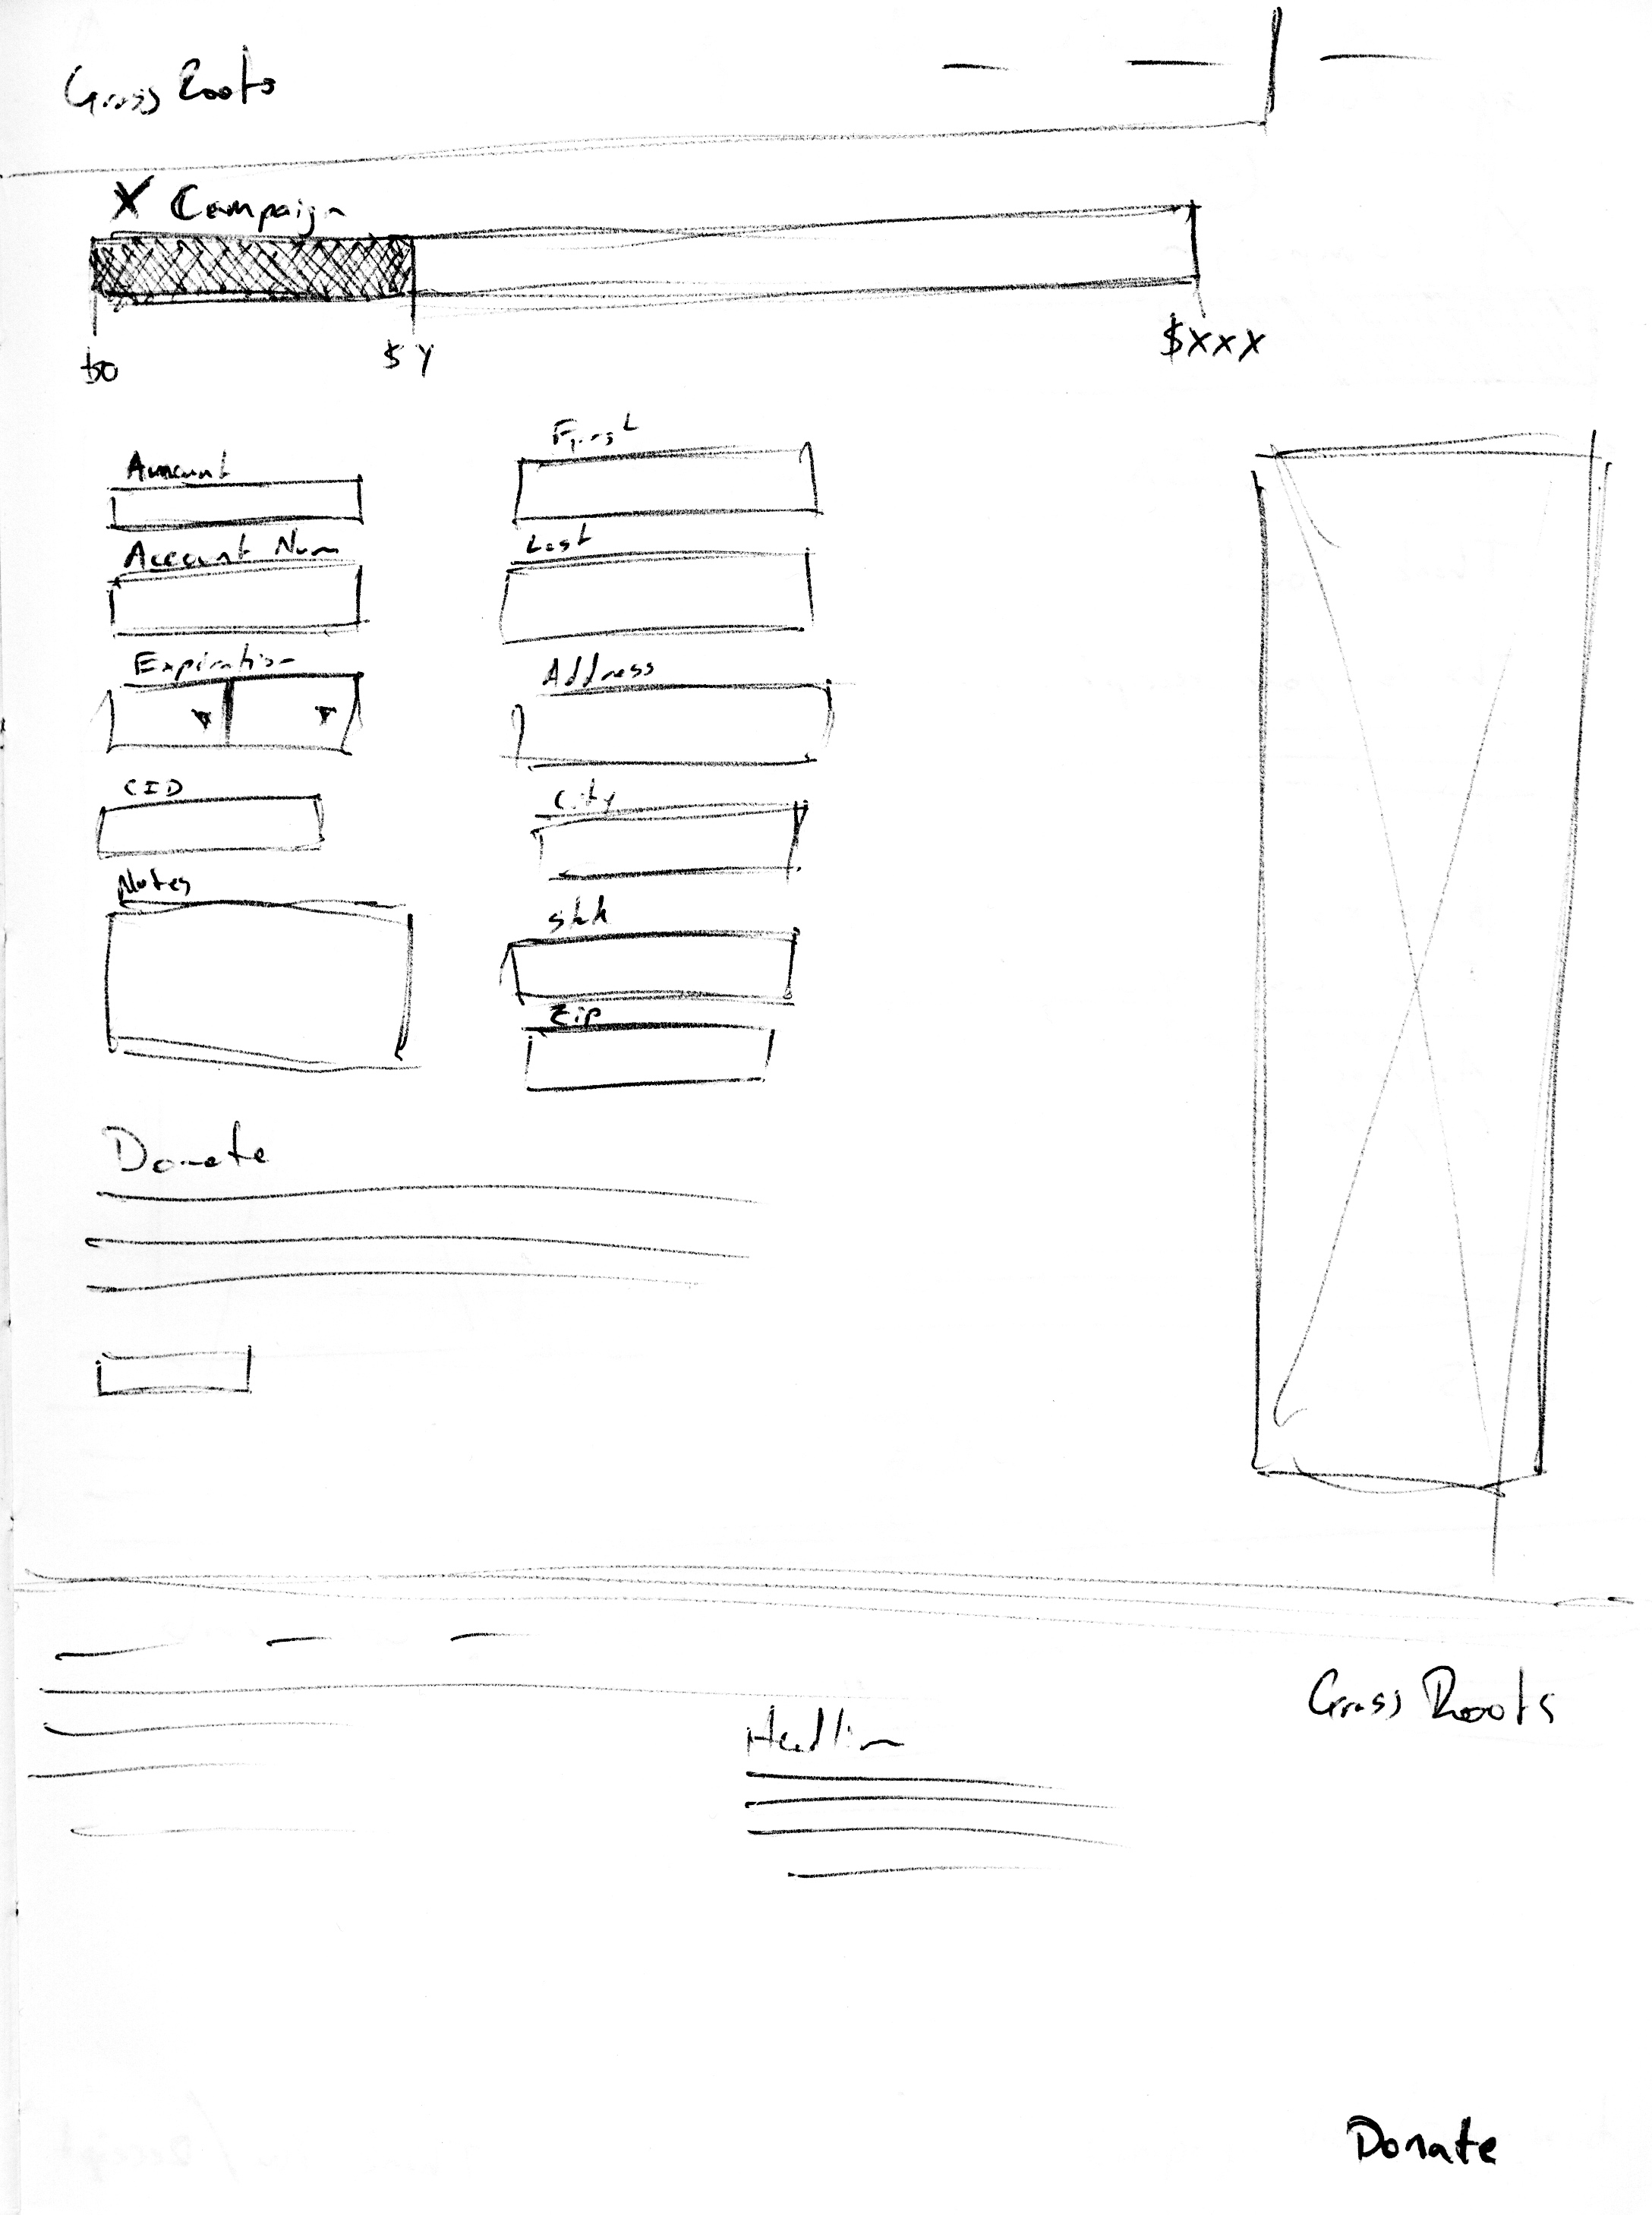 Grass Roots
X Campaign
$0
$Y
$XXX
Amount
Account Num
Expiration
CID
Notes
First
Last
Address
City
State
Zip
Donate
Grass Roots
Headline
Donate